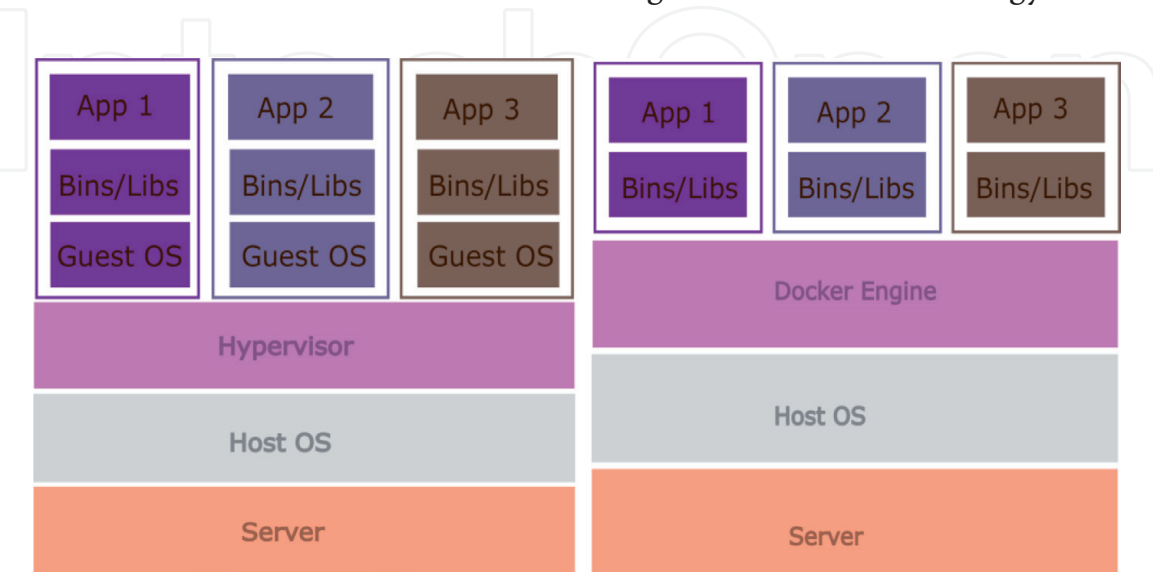 App 1
Bins/Libs
Guest OS
App 2
Bins/Libs
Guest OS
App 3
Bins/Libs
Guest OS
Hypervisor
Host OS
Server
App 1
Bins/Libs
App 2
Bins/Libs
App 3
Bins/Libs
Docker Engine
Host OS
Server